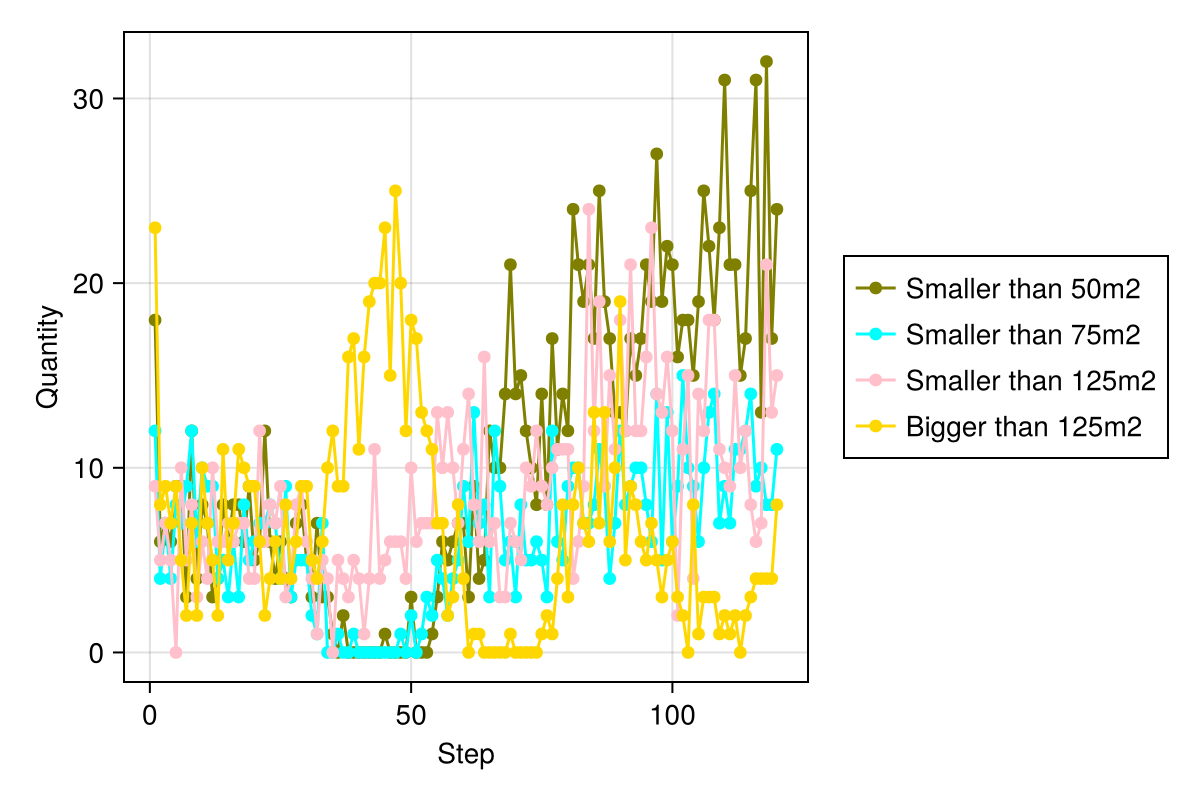 30
20
10
0
Quantity
0
50
100
Step
Smaller than 50m2
Smaller than 75m2
Smaller than 125m2
Bigger than 125m2